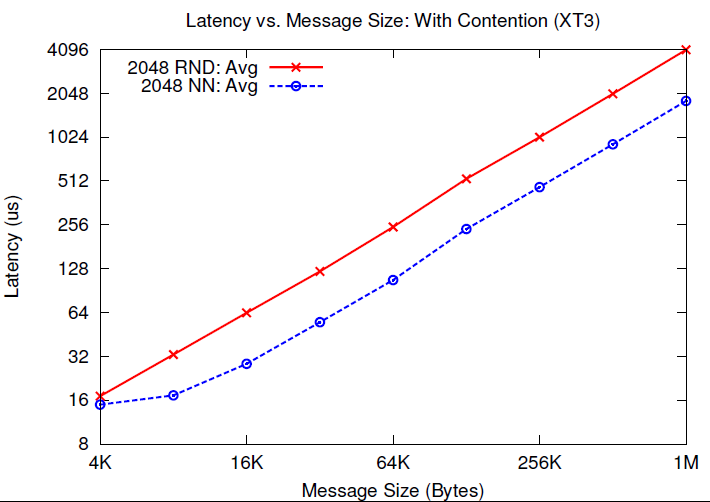 Latency vs. Message Size: With Contention (XT3)
4096
2048
1024
512
256
128
64
32
16
8
Latency (us)
2048 RND: Avg
2048 NN: Avg
4K 16K 64K 256K 1M
Message Size (Bytes)